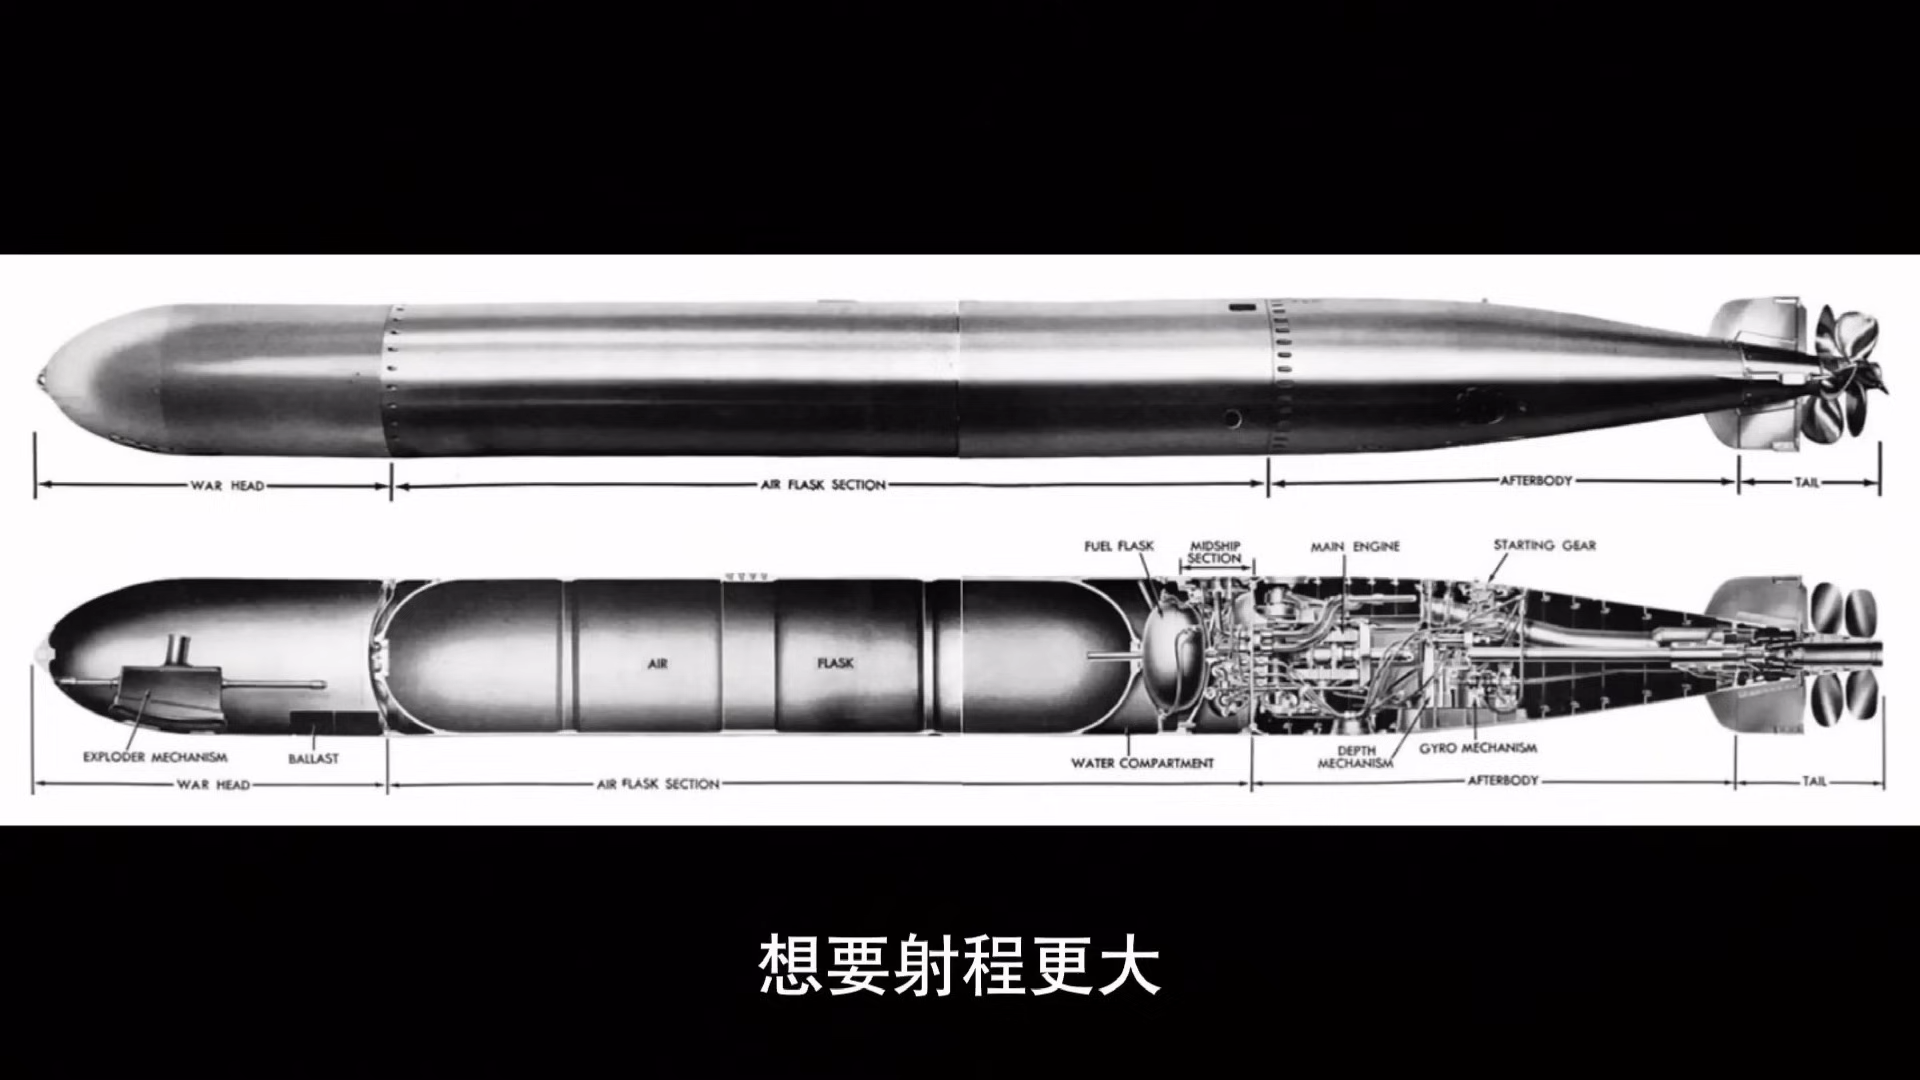 WAR HEAD
AIR FLASK SECTION
AFTERBODY
TAIL
FUEL FLASK
MIDSHIP
SECTION
MAIN ENGINE
STARTING GEAR
AIR
FLASK
EXPLODER MECHANISM
BALLAST
WATER COMPARTMENT
DEPTH
MECHANISM
GYRO MECHANISM
WAR HEAD
AIR FLASK SECTION
AFTERBODY
TAIL
想要射程更大